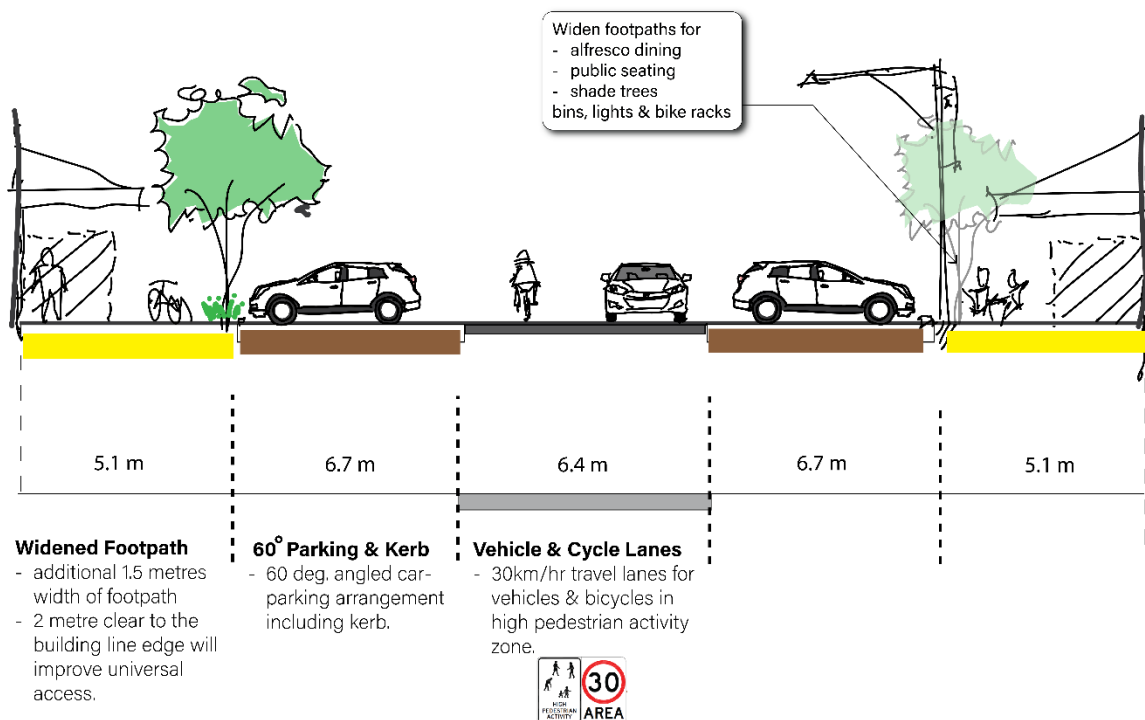 Widen footpaths for
- alfresco dining
- public seating
- shade trees
bins, lights & bike racks
5.1 m
6.7 m
6.4 m
6.7 m
5.1 m
Widened Footpath
- additional 1.5 metres
width of footpath
- 2 metre clear to the
building line edge will
improve universal
access.
60° Parking & Kerb
- 60 deg. angled car-
parking arrangement
including kerb.
Vehicle & Cycle Lanes
- 30km/hr travel lanes for
vehicles & bicycles in
high pedestrian activity
zone.
HIGH
PEDESTRIAN
ACTIVITY
30
AREA